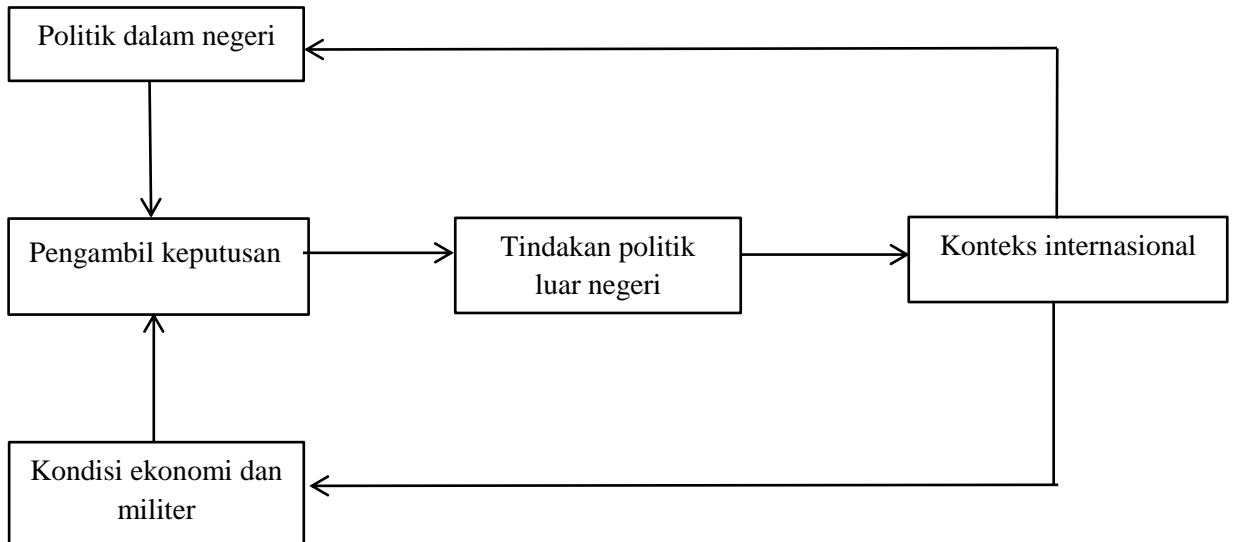 Politik dalam negeri
Pengambil keputusan
Tindakan politik
luar negeri
Konteks internasional
Kondisi ekonomi dan
militer